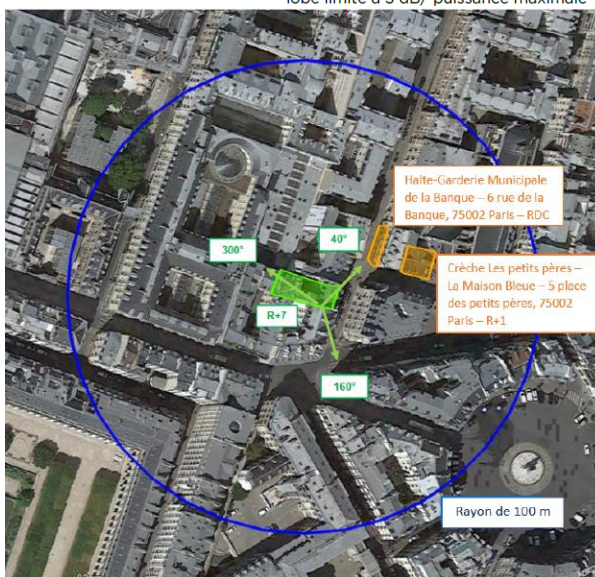 lobe limité à 3 dB/ puissance maximale
Halte-Garderie Municipale
de la Banque – 6 rue de la
Banque, 75002 Paris – RDC
300°
40°
Crèche Les petits pères –
La Maison Bleue – 5 place
des petits pères, 75002
Paris – R+1
R+7
160°
Rayon de 100 m